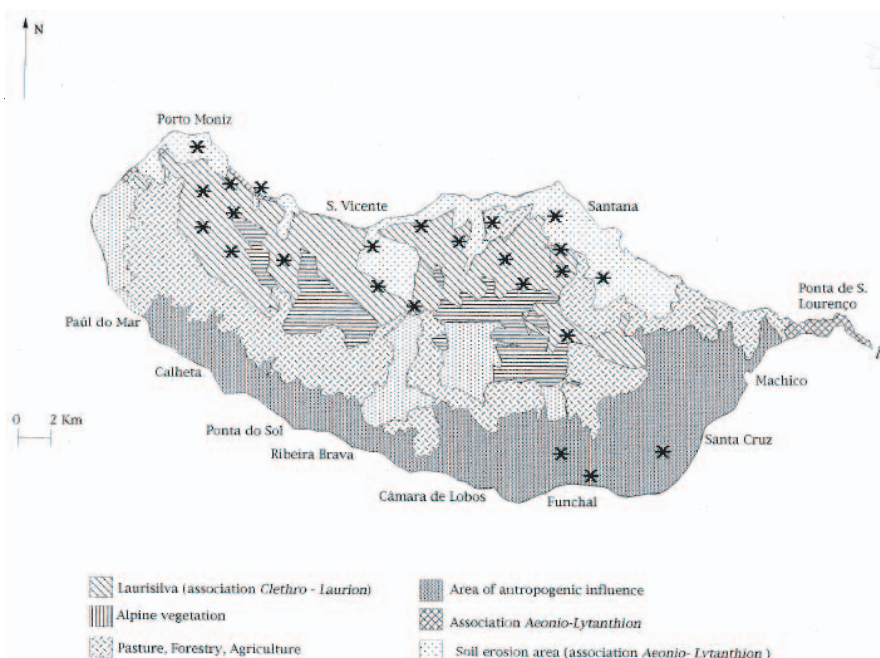 N
Porto Moniz
S. Vicente
Santana
Ponta de S.
Lourenço
Paúl do Mar
Calheta
Machico
0 2 Km
Ponta do Sol
Santa Cruz
Ribeira Brava
Câmara de Lobos
Funchal
Laurisilva (association Clethro - Laurion)
Area of antropogenic influence
Alpine vegetation
Association Aeonio-Lytanthion
Pasture, Forestry, Agriculture
Soil erosion area (association Aeonio- Lytanthion )